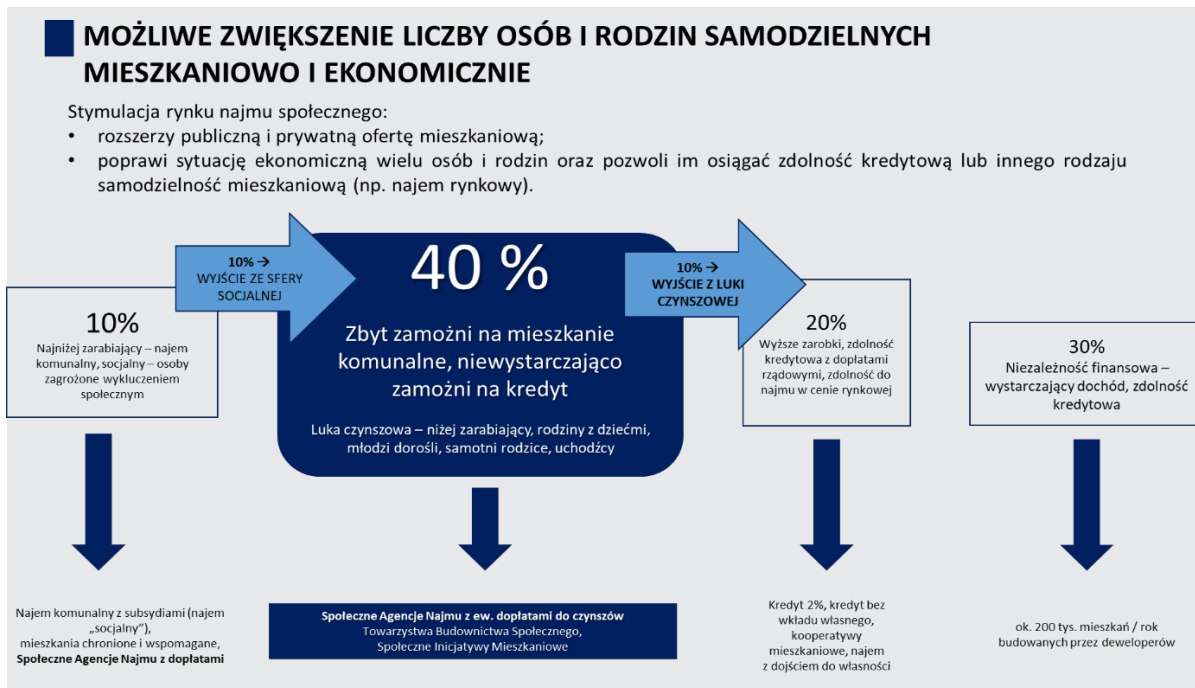 MOŻLIWE ZWIĘKSZENIE LICZBY OSÓB I RODZIN SAMODZIELNYCH
MIESZKANIOWO I EKONOMICZNIE
Stymulacja rynku najmu społecznego:
• rozszerzy publiczną i prywatną ofertę mieszkaniową;
• poprawi sytuację ekonomiczną wielu osób i rodzin oraz pozwoli im osiągać zdolność kredytową lub innego rodzaju
samodzielność mieszkaniową (np. najem rynkowy).
10% →
WYJŚCIE ZE SFERY
SOCJALNEJ
10%
Najniżej zarabiający – najem
komunalny, socjalny – osoby
zagrożone wykluczeniem
społecznym
40 %
Zbyt zamożni na mieszkanie
komunalne, niewystarczająco
zamożni na kredyt
Luka czynszowa – niżej zarabiający, rodziny z dziećmi,
młodzi dorośli, samotni rodzice, uchodźcy
10% →
WYJŚCIE Z LUKI
CZYNSZOWEJ
20%
Wyższe zarobki, zdolność
kredytowa z dopłatami
rządowymi, zdolność do
najmu w cenie rynkowej
30%
Niezależność finansowa –
wystarczający dochód, zdolność
kredytowa
Najem komunalny z subsydiami (najem
„socjalny”),
mieszkania chronione i wspomagane,
Społeczne Agencje Najmu z dopłatami
Społeczne Agencje Najmu z ew. dopłatami do czynszów
Towarzystwa Budownictwa Społecznego,
Społeczne Inicjatywy Mieszkaniowe
Kredyt 2%, kredyt bez
wkładu własnego,
kooperatywy
mieszkaniowe, najem
z dojściem do własności
ok. 200 tys. mieszkań / rok
budowanych przez deweloperów